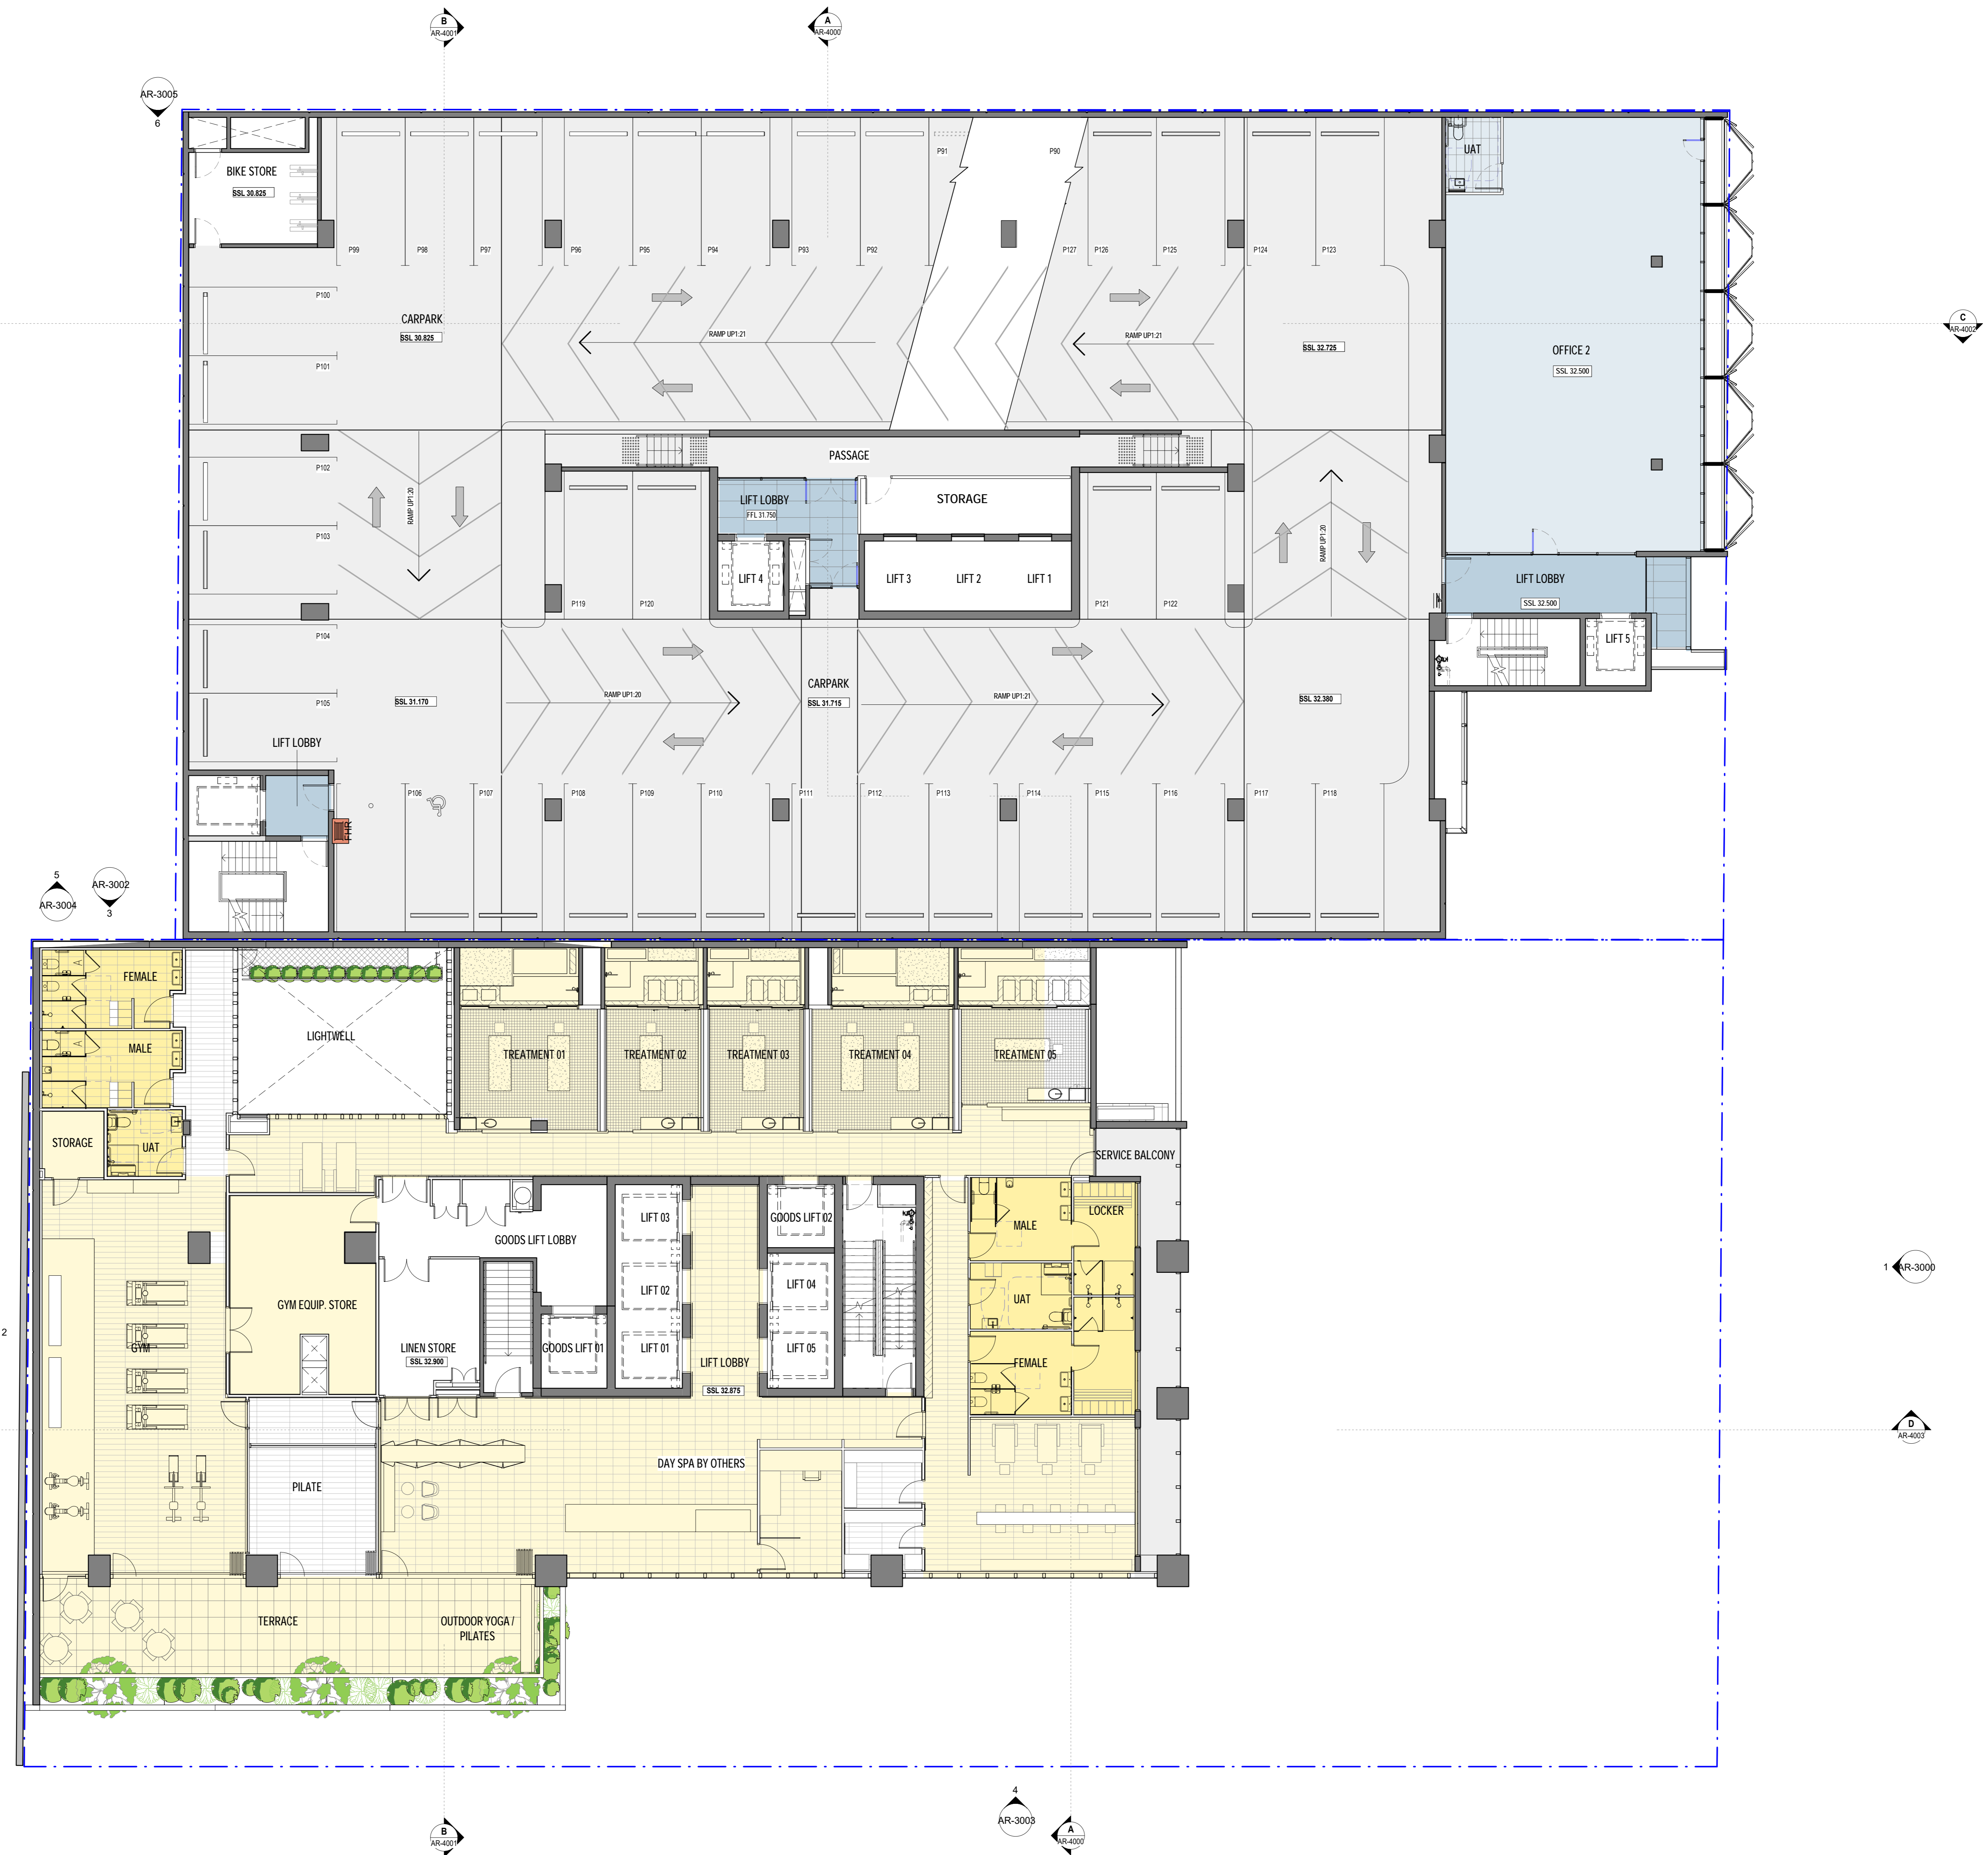 B
AR-4001
A
AR-4000
AR-3005
6
BIKE STORE
SSL 30.825
P91
P90
UAT
P99
P98
P97
P96
P95
P94
P93
P92
P127
P126
P125
P124
P123
P100
CARPARK
SSL 30.825
RAMP UP1:21
RAMP UP1:21
SSL 32.725
C
AR-4002
OFFICE 2
SSL 32.500
P101
PASSAGE
P102
RAMP UP1:20
LIFT LOBBY
FFL 31.750
STORAGE
RAMP UP1:20
P103
LIFT 4
LIFT 3
LIFT 2
LIFT 1
LIFT LOBBY
SSL 32.500
P119
P120
P121
P122
P104
LIFT 5
P105
SSL 31.170
RAMP UP1:20
CARPARK
SSL 31.715
RAMP UP1:21
SSL 32.380
LIFT LOBBY
P106
P107
P108
P109
P110
P111
P112
P113
P114
P115
P116
P117
P118
FHR
5
AR-3004
AR-3002
3
FEMALE
MALE
LIGHTWELL
TREATMENT 01
TREATMENT 02
TREATMENT 03
TREATMENT 04
TREATMENT 05
STORAGE
UAT
SERVICE BALCONY
LIFT 03
GOODS LIFT 02
MALE
LOCKER
GOODS LIFT LOBBY
1
AR-3000
LIFT 02
LIFT 04
UAT
GYM EQUIP. STORE
2
GYM
LINEN STORE
SSL 32.900
GOODS LIFT 01
LIFT 01
LIFT LOBBY
SSL 32.875
LIFT 05
FEMALE
D
AR-4003
DAY SPA BY OTHERS
PILATE
TERRACE
OUTDOOR YOGA /
PILATES
4
AR-3003
B
AR-4001
A
AR-4000